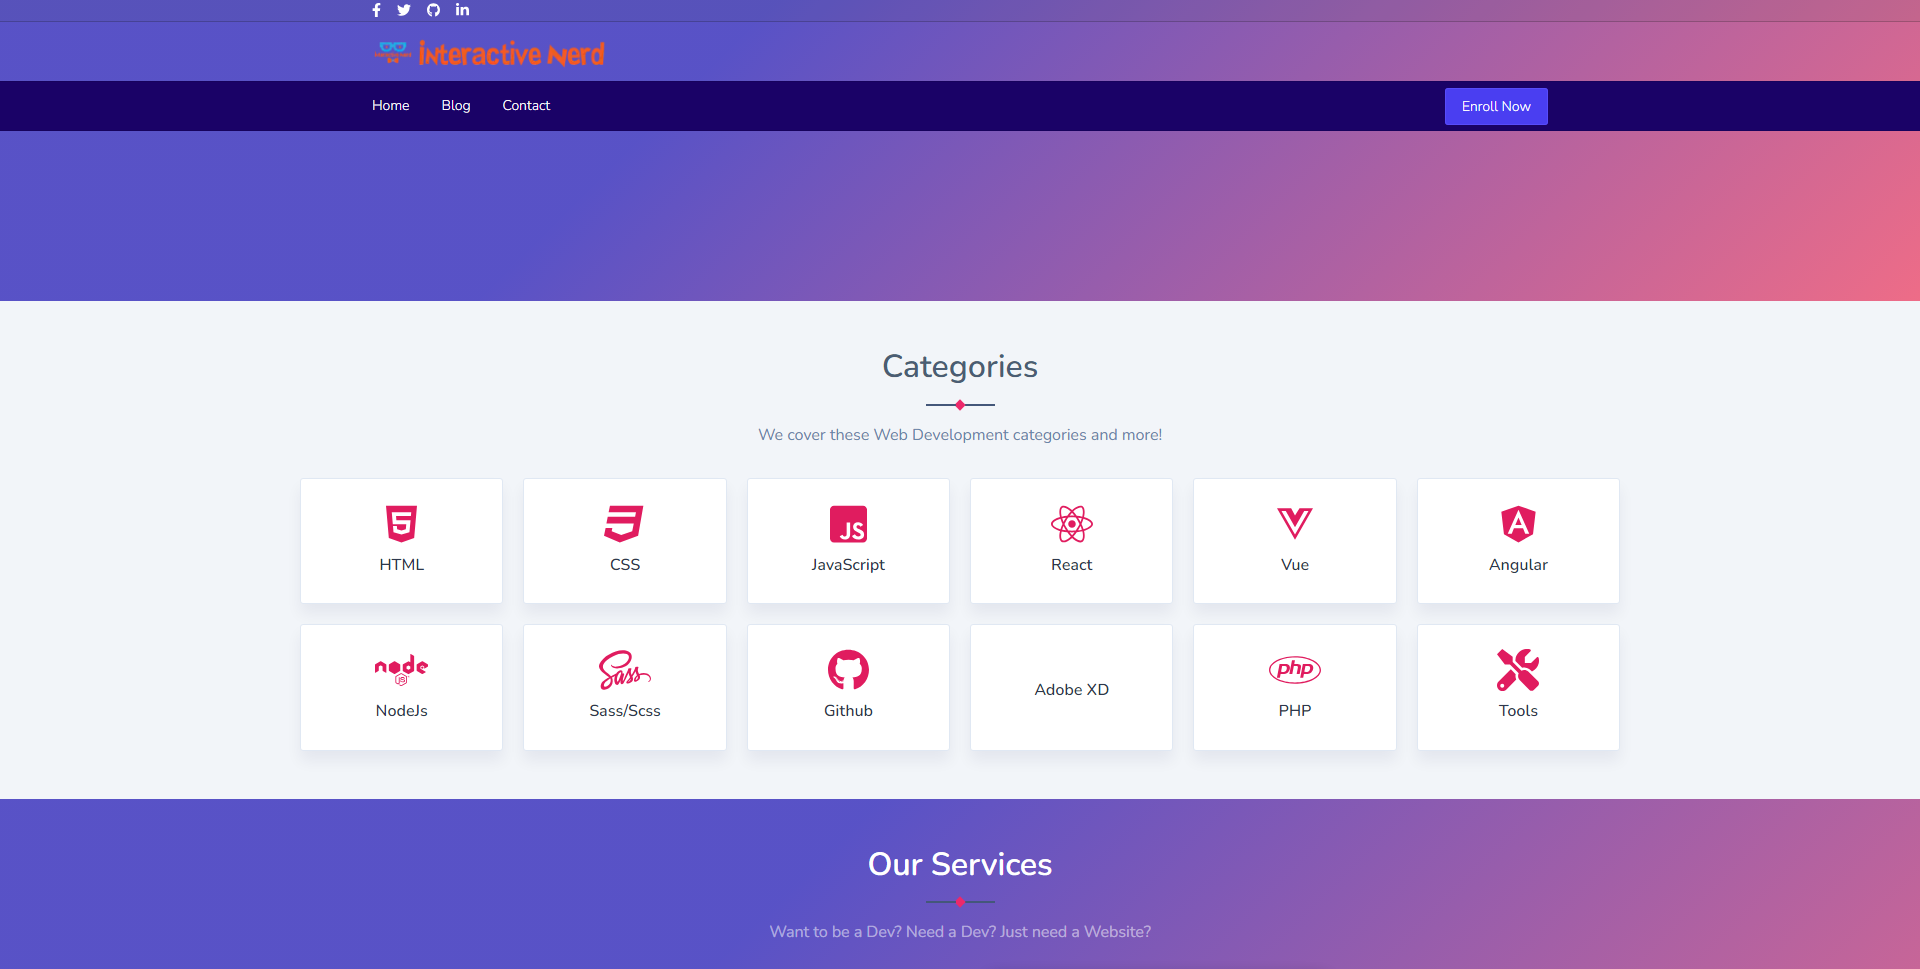 interactive Nerd
Home Blog Contact Enroll Now
Categories
We cover these Web Development categories and more!
HTML CSS JavaScript React Vue Angular
NodeJs Sass/Scss Github Adobe XD PHP Tools
Our Services
Want to be a Dev? Need a Dev? Just need a Website?